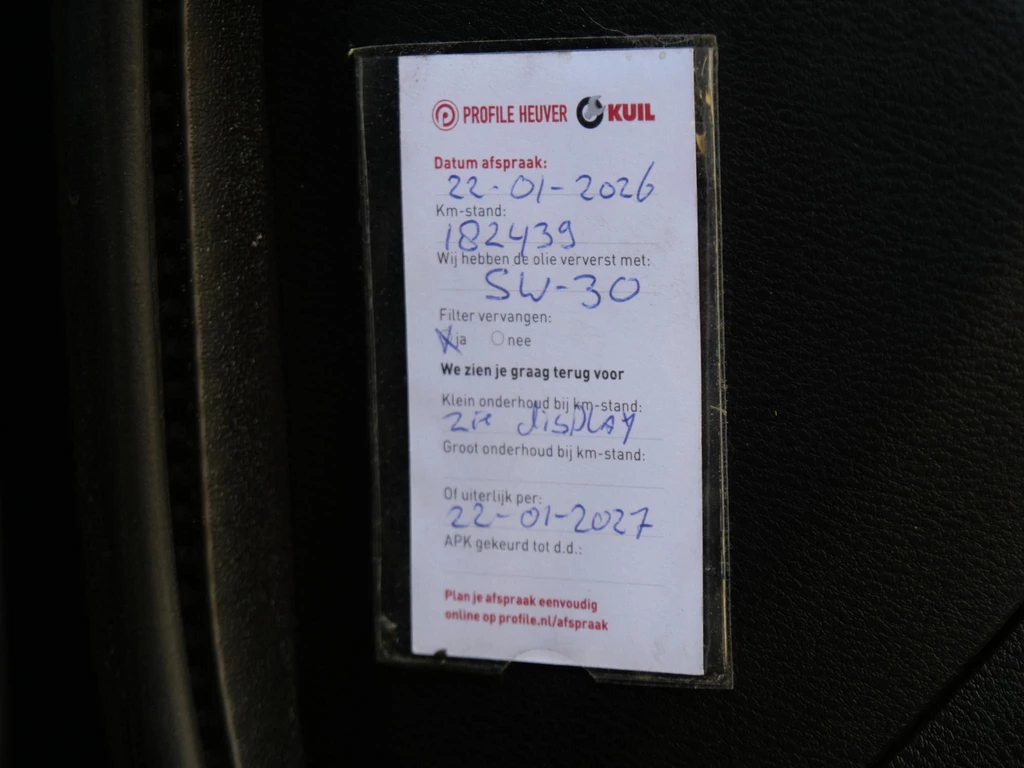 PROFILE HEUVER KUIL
Datum afspraak:
22-01-2026
Km-stand:
182439
Wij hebben de olie ververst met:
5W-30
Filter vervangen:
ja nee
We zien je graag terug voor
Klein onderhoud bij km-stand:
zie display
Groot onderhoud bij km-stand:
Of uiterlijk per:
22-01-2027
APK gekeurd tot d.d.:
Plan je afspraak eenvoudig
online op profile.nl/afspraak